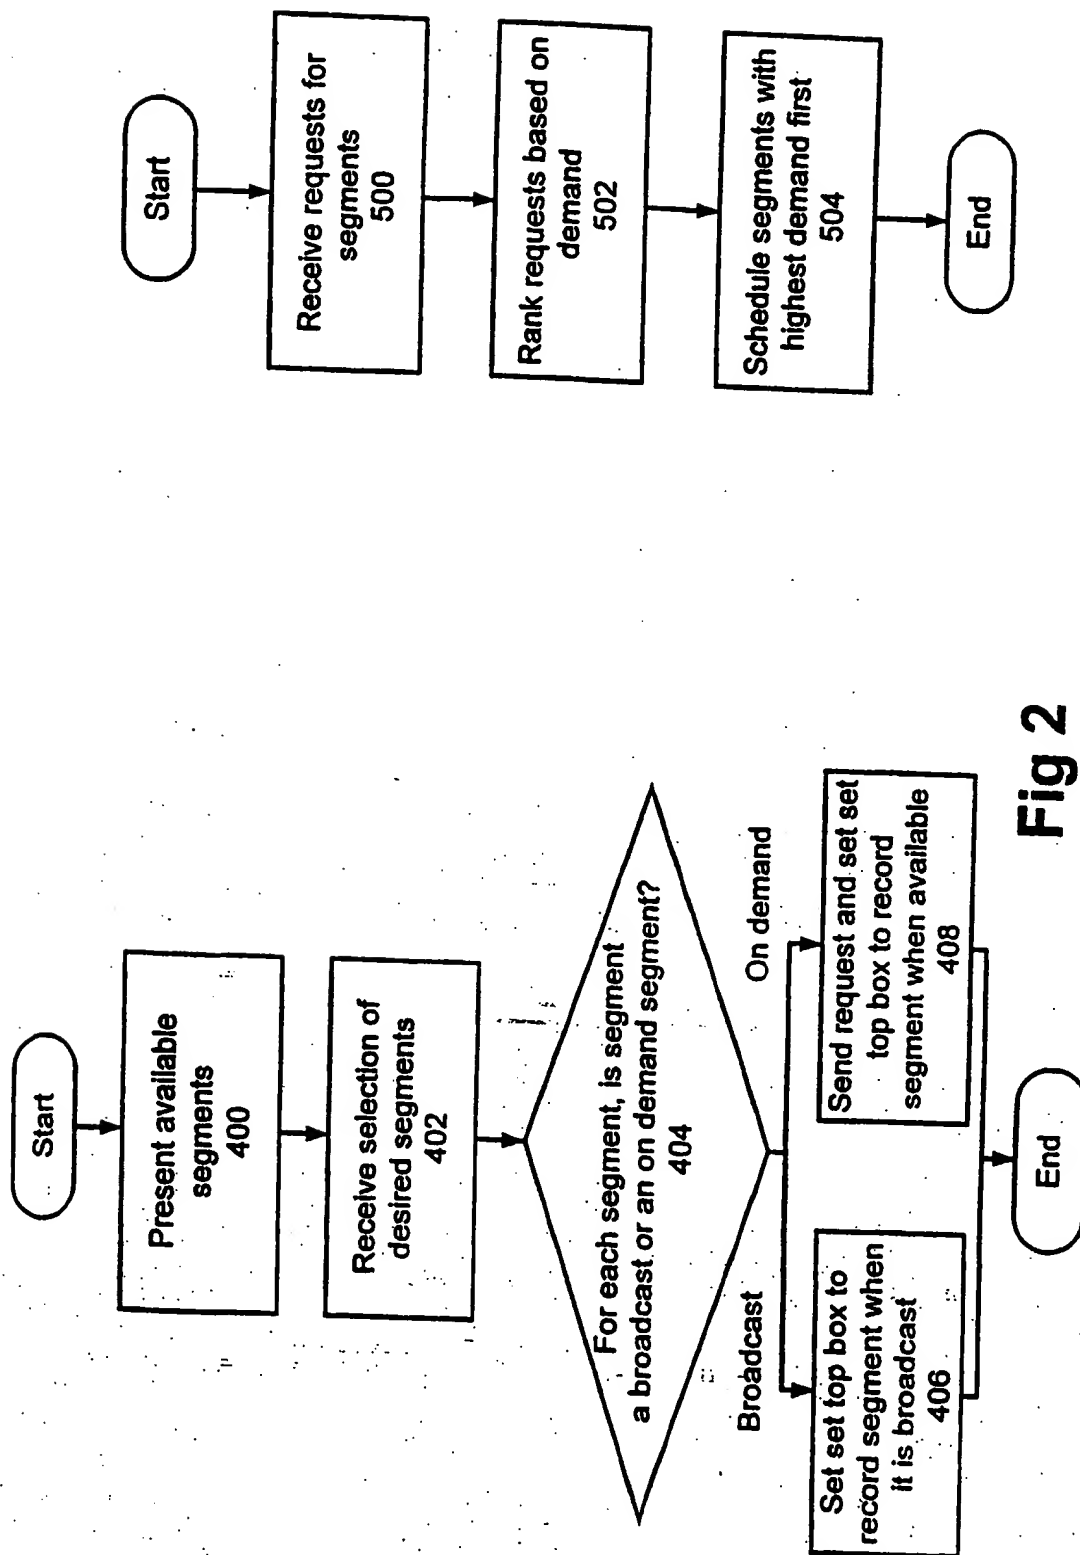 Start
Present available
segments
400
Receive selection of
desired segments
402
For each segment, is segment
a broadcast or an on demand segment?
404
Broadcast
On demand
Set set top box to
record segment when
it is broadcast
406
Send request and set set
top box to record
segment when available
408
End
Start
Receive requests for
segments
500
Rank requests based on
demand
502
Schedule segments with
highest demand first
504
End
Fig 2